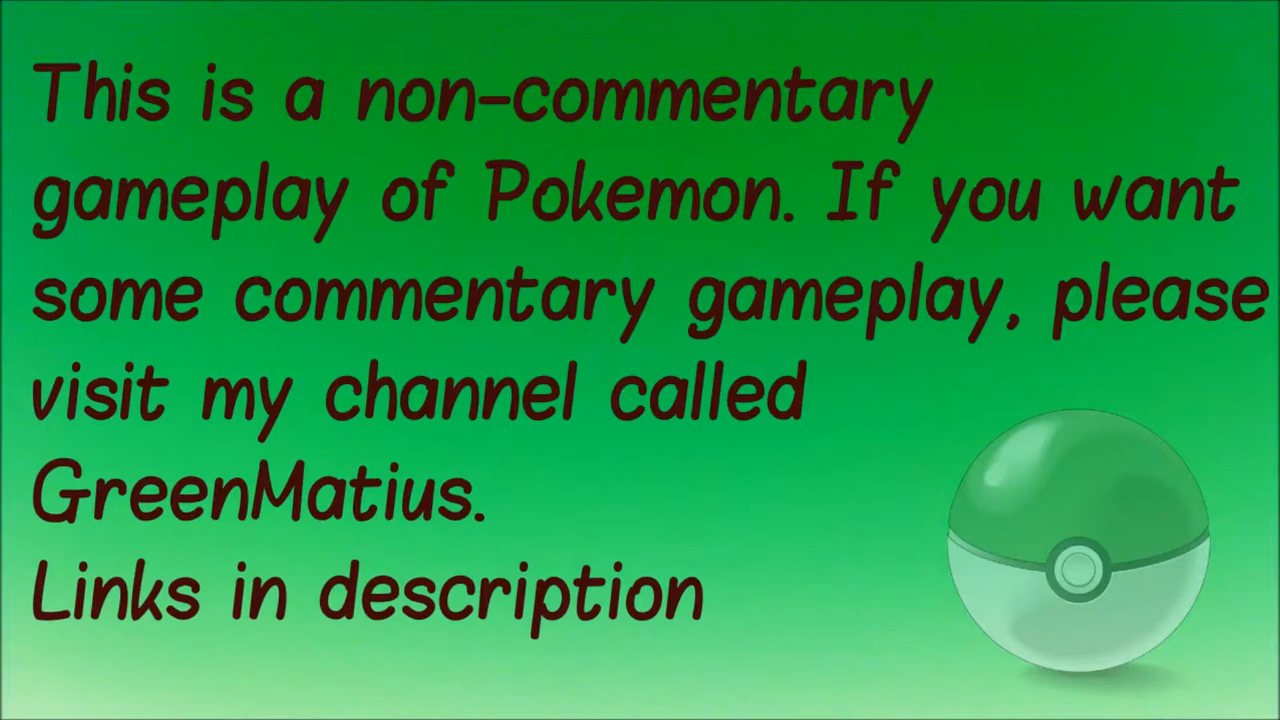 This is a non-commentary
gameplay of Pokemon. If you want
some commentary gameplay, please
visit my channel called
GreenMatius.
Links in description